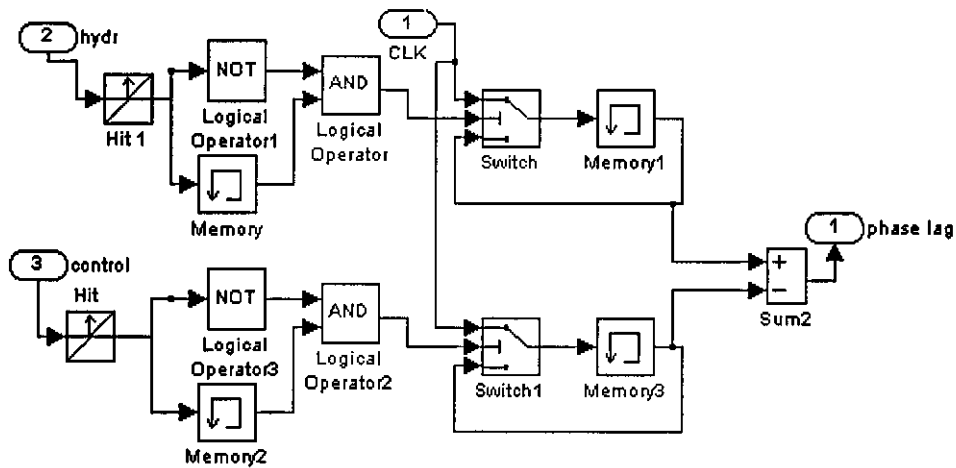 2
hydr
Hit 1
NOT
Logical
Operator1
Memory
AND
Logical
Operator
1
CLK
Switch
Memory1
3
control
Hit
NOT
Logical
Operator3
Memory2
AND
Logical
Operator2
Switch1
Memory3
+
−
Sum2
1
phase lag